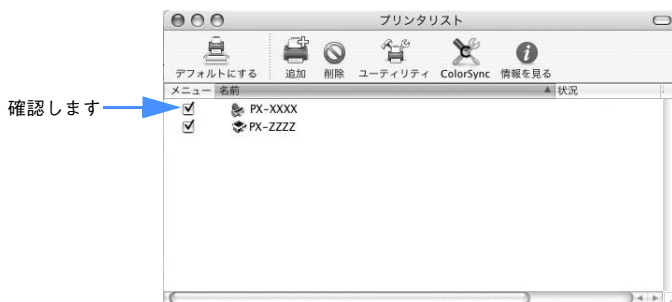 プリンタリスト
デフォルトにする 追加 削除 ユーティリティ ColorSync 情報を見る
メニュー 名前 状況
確認します
PX-XXXX
PX-ZZZZ